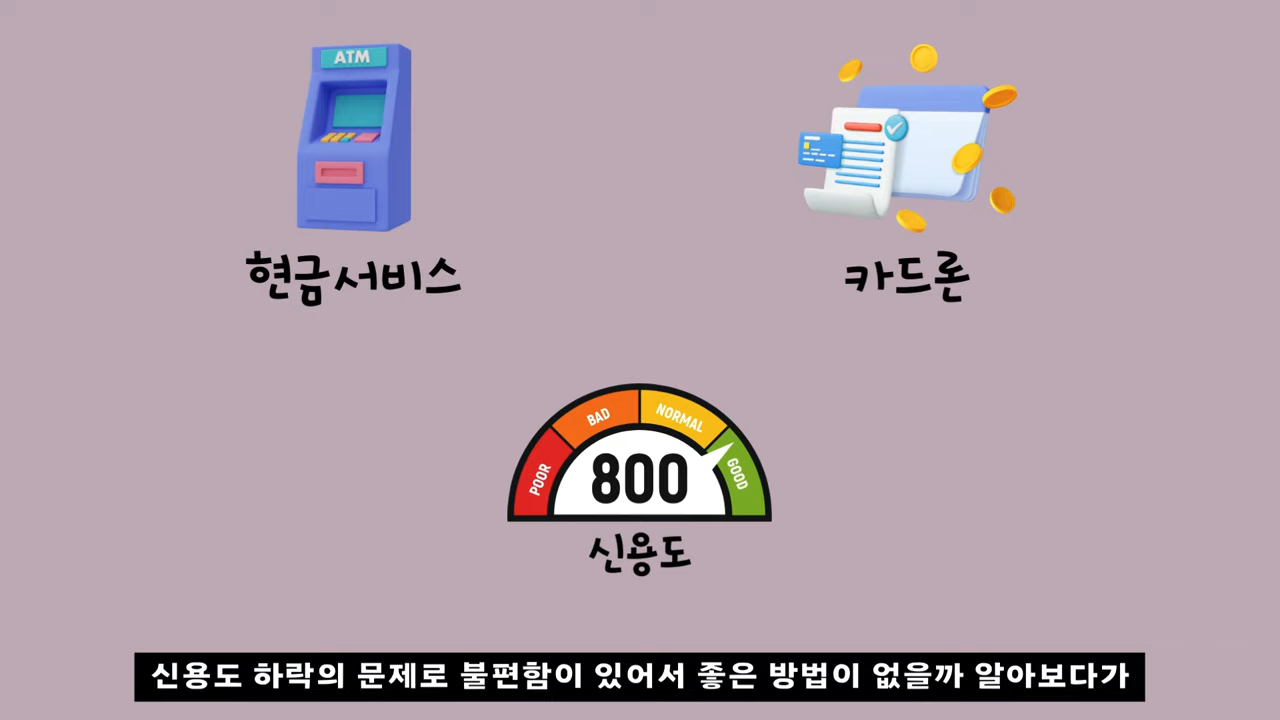 ATM
현금서비스
카드론
POOR
BAD
NORMAL
GOOD
800
신용도
신용도 하락의 문제로 불편함이 있어서 좋은 방법이 없을까 알아보다가